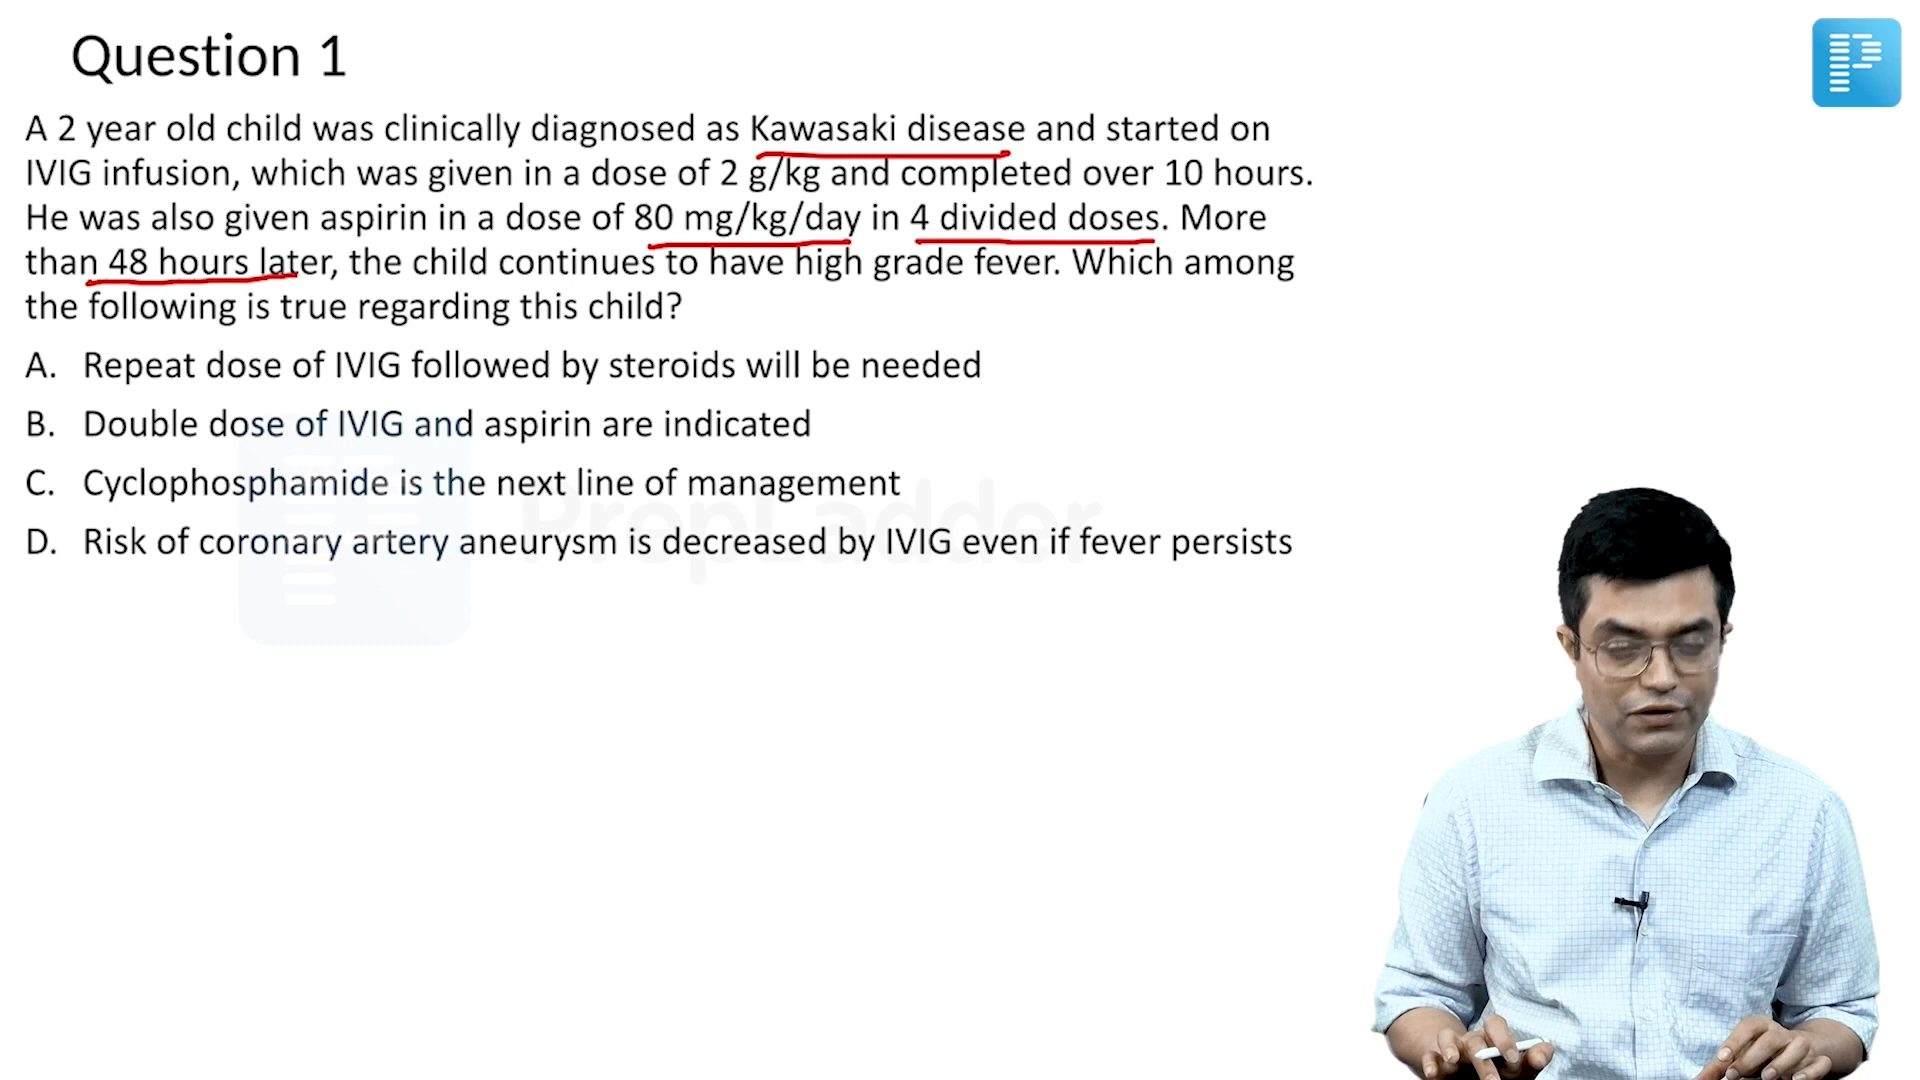 Question 1
A 2 year old child was clinically diagnosed as Kawasaki disease and started on
IVIG infusion, which was given in a dose of 2 g/kg and completed over 10 hours.
He was also given aspirin in a dose of 80 mg/kg/day in 4 divided doses. More
than 48 hours later, the child continues to have high grade fever. Which among
the following is true regarding this child?
A. Repeat dose of IVIG followed by steroids will be needed
B. Double dose of IVIG and aspirin are indicated
C. Cyclophosphamide is the next line of management
D. Risk of coronary artery aneurysm is decreased by IVIG even if fever persists
PrepLadder